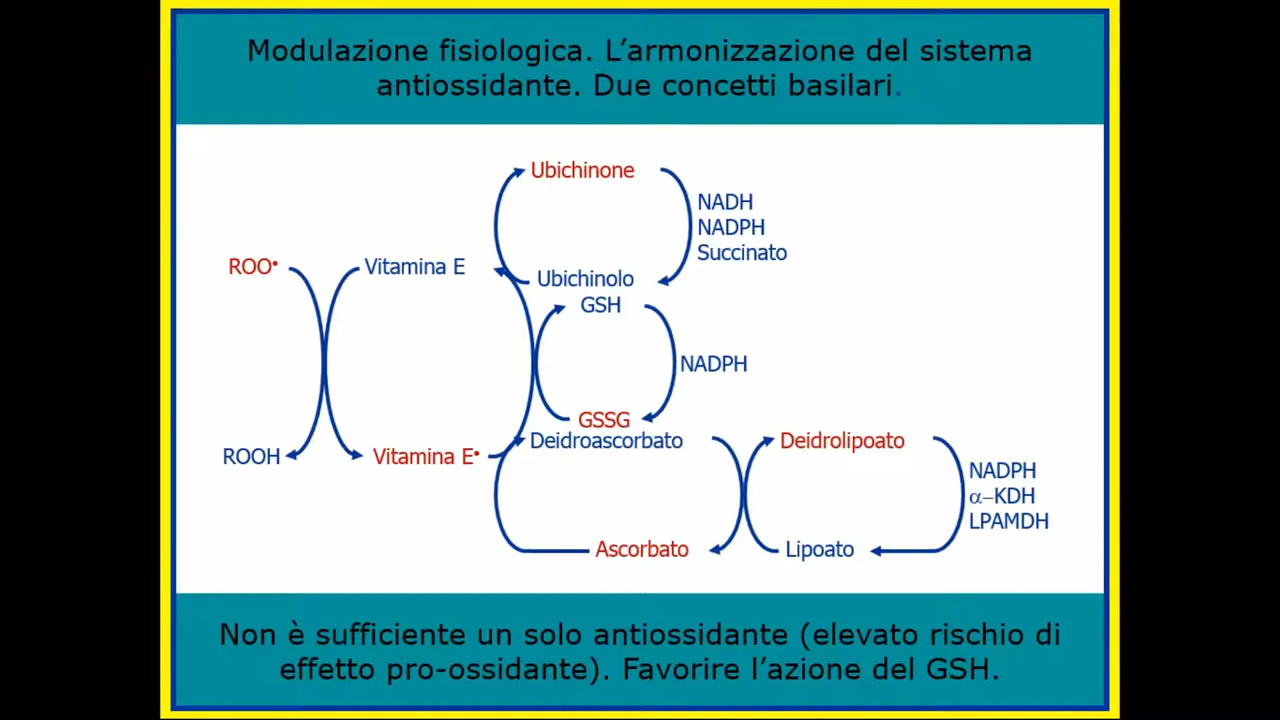 Modulazione fisiologica. L’armonizzazione del sistema
antiossidante. Due concetti basilari.
Ubichinone
NADH
NADPH
Succinato
ROO•
Vitamina E
Ubichinolo
GSH
NADPH
GSSG
Deidroascorbato
Deidrolipoato
ROOH
Vitamina E•
NADPH
α–KDH
LPAMDH
Ascorbato
Lipoato
Non è sufficiente un solo antiossidante (elevato rischio di
effetto pro-ossidante). Favorire l’azione del GSH.